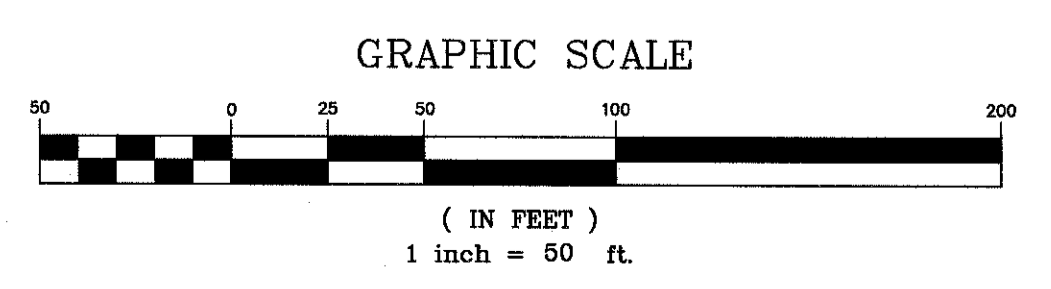 GRAPHIC SCALE
50 0 25 50 100 200
( IN FEET )
1 inch = 50 ft.